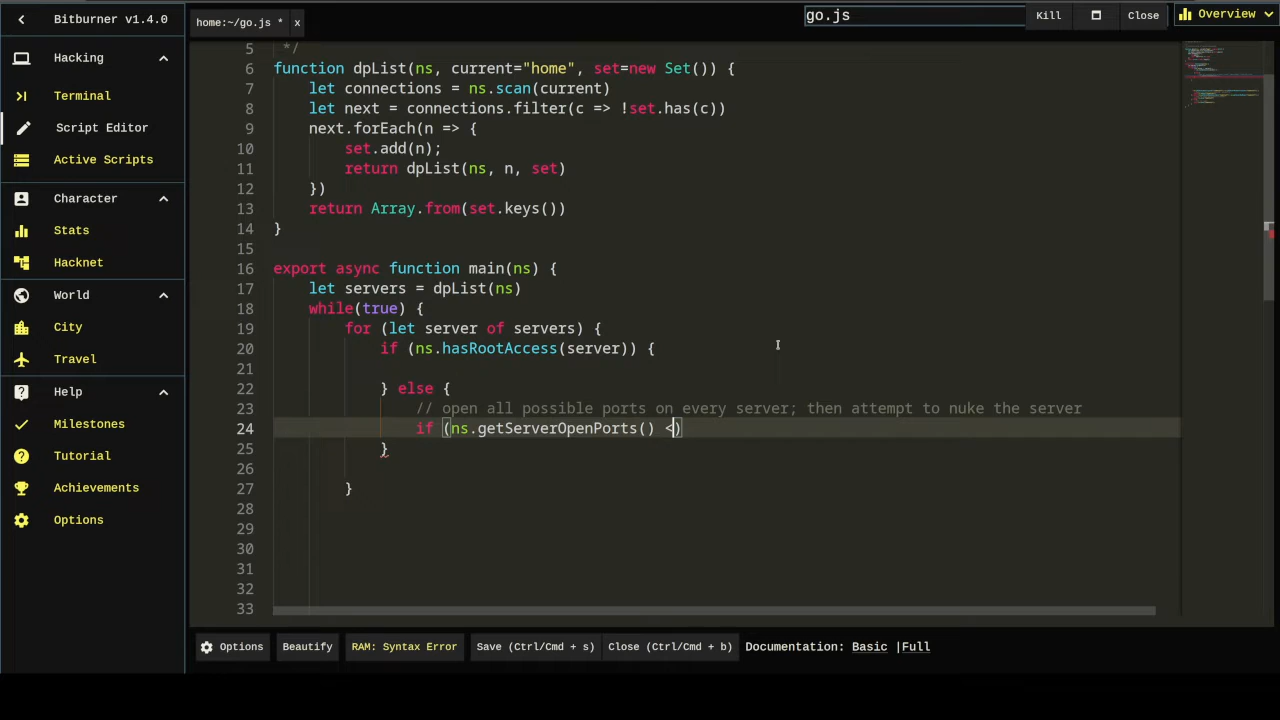 Bitburner v1.4.0
home:~/go.js * x
go.js
Kill
Close
Overview
Hacking
Terminal
Script Editor
Active Scripts
Character
Stats
Hacknet
World
City
Travel
Help
Milestones
Tutorial
Achievements
Options
5 */
6 function dpList(ns, current="home", set=new Set()) {
7 let connections = ns.scan(current)
8 let next = connections.filter(c => !set.has(c))
9 next.forEach(n => {
10 set.add(n);
11 return dpList(ns, n, set)
12 })
13 return Array.from(set.keys())
14 }
15
16 export async function main(ns) {
17 let servers = dpList(ns)
18 while(true) {
19 for (let server of servers) {
20 if (ns.hasRootAccess(server)) {
21
22 } else {
23 // open all possible ports on every server; then attempt to nuke the server
24 if (ns.getServerOpenPorts() <)
25 }
26
27 }
28
29
30
31
32
33
Options
Beautify
RAM: Syntax Error
Save (Ctrl/Cmd + s)
Close (Ctrl/Cmd + b)
Documentation: Basic |Full